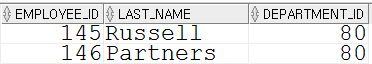 EMPLOYEE_ID LAST_NAME DEPARTMENT_ID
145 Russell 80
146 Partners 80